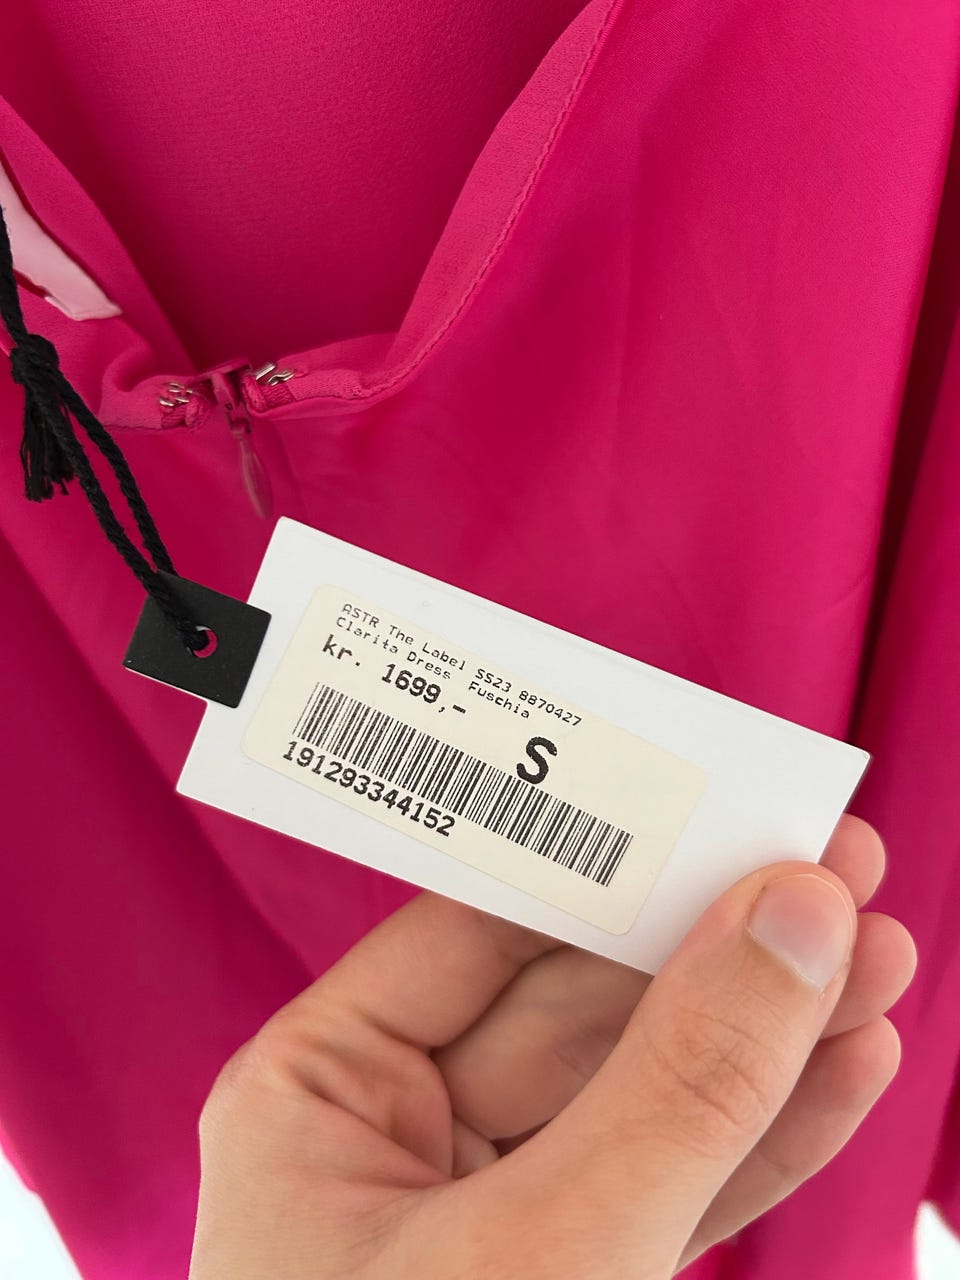 ASTR The Label SS23 8870427
Clarita Dress Fuschia
kr. 1699,-
S
191293344152